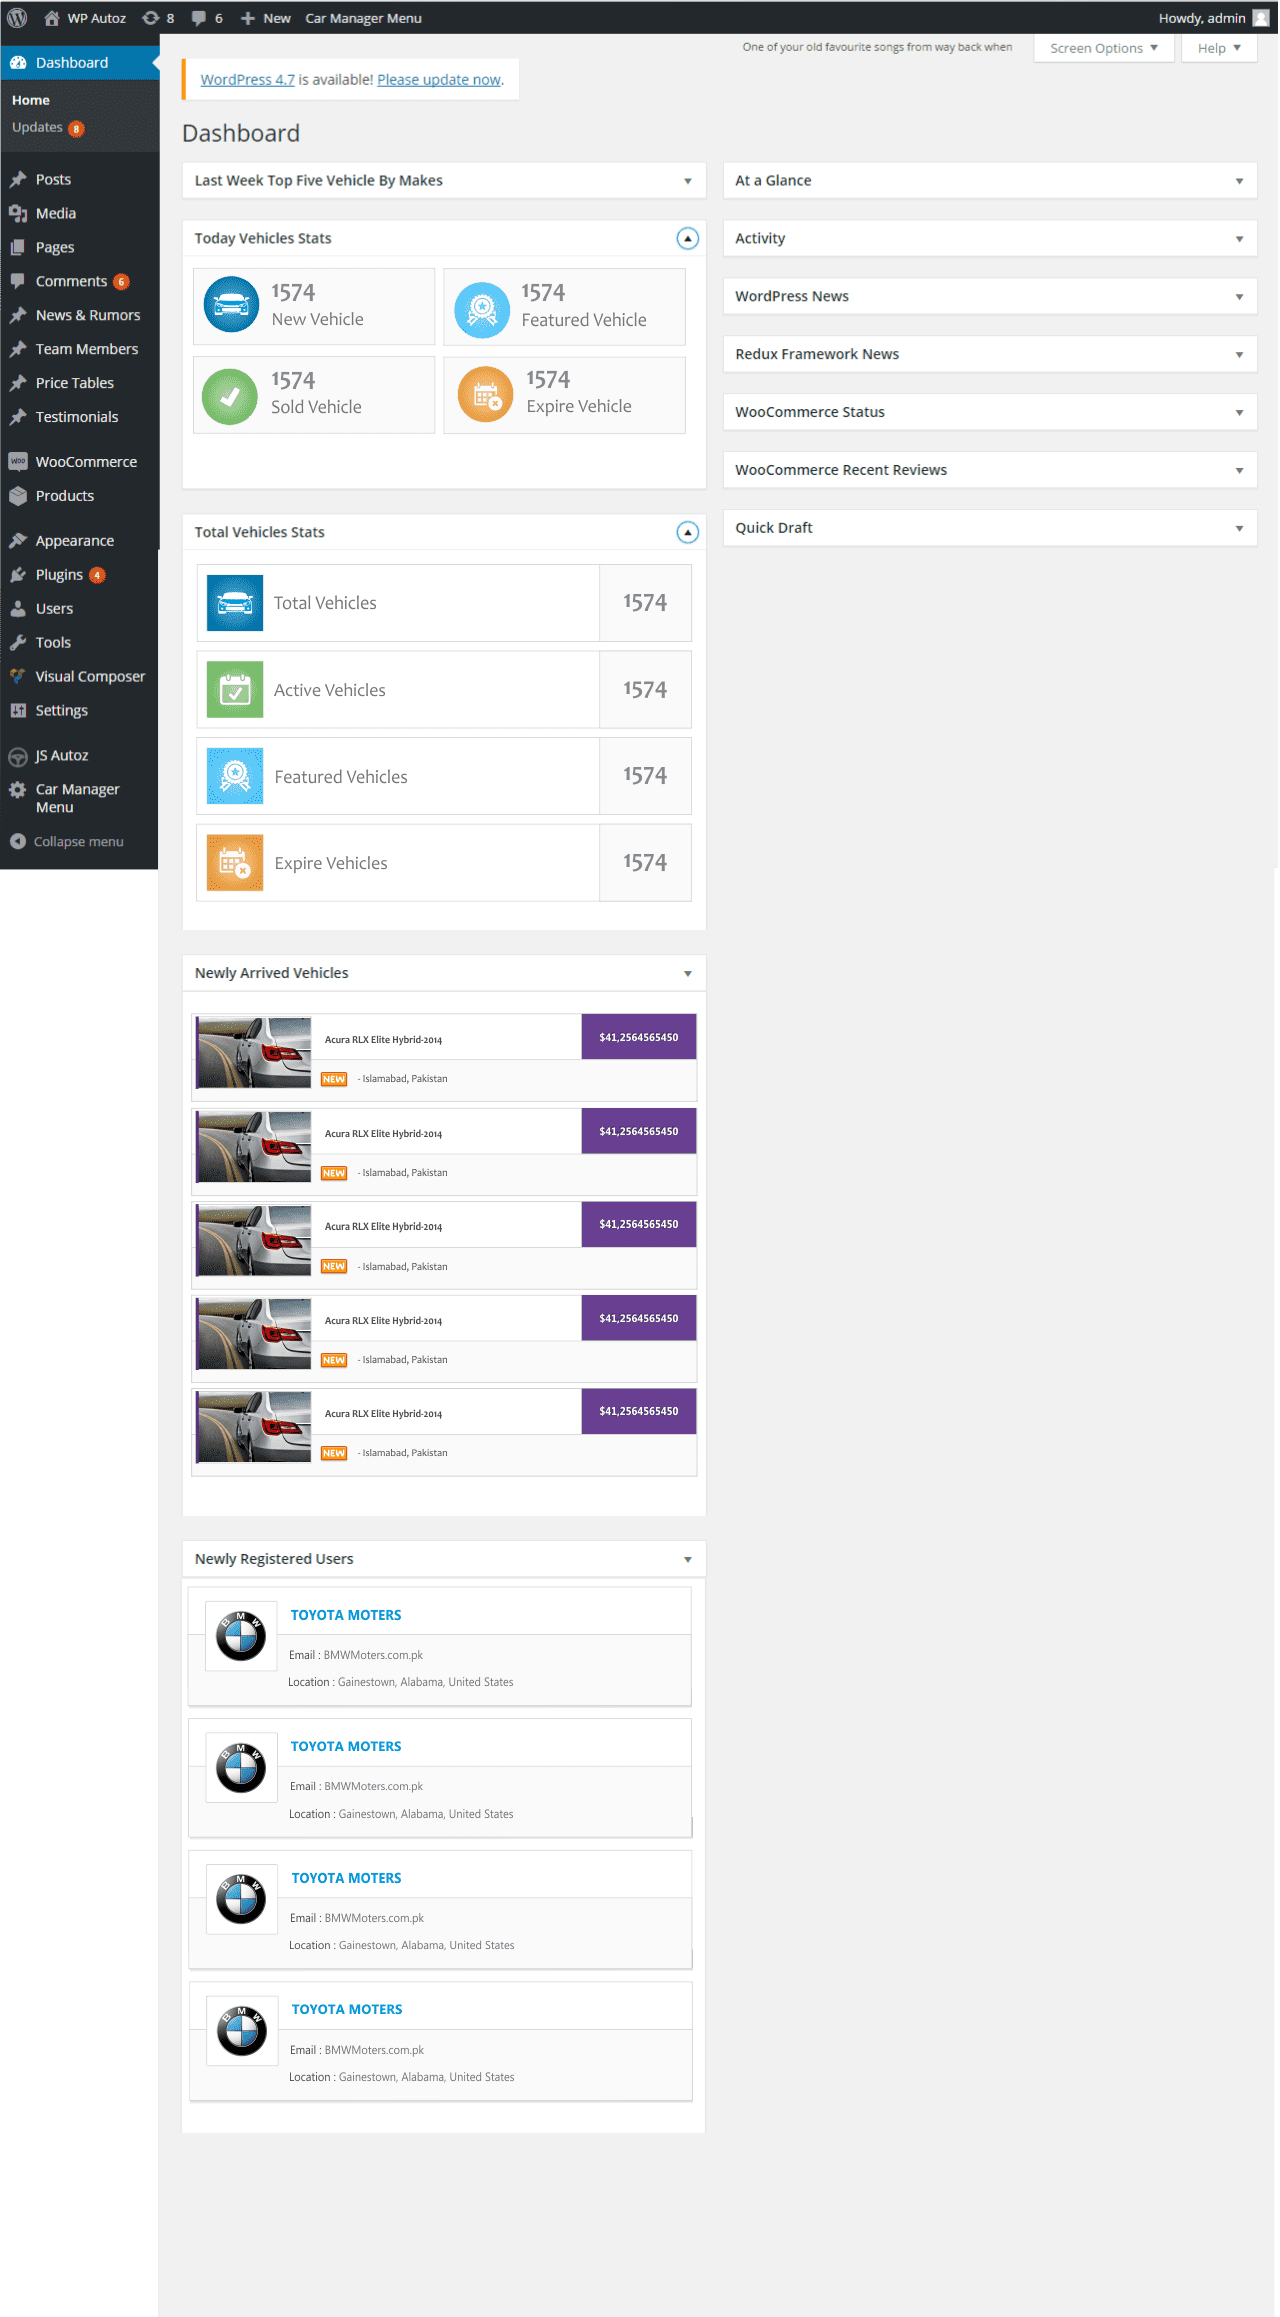 WP Autoz 8 6 New Car Manager Menu Howdy, admin
Dashboard
Home
Updates 8
Posts
Media
Pages
Comments 6
News & Rumors
Team Members
Price Tables
Testimonials
WooCommerce
Products
Appearance
Plugins 4
Users
Tools
Visual Composer
Settings
JS Autoz
Car Manager
Menu
Collapse menu
One of your old favourite songs from way back when Screen Options Help
WordPress 4.7 is available! Please update now.
Dashboard
Last Week Top Five Vehicle By Makes
Today Vehicles Stats
1574
New Vehicle
1574
Featured Vehicle
1574
Sold Vehicle
1574
Expire Vehicle
Total Vehicles Stats
Total Vehicles 1574
Active Vehicles 1574
Featured Vehicles 1574
Expire Vehicles 1574
Newly Arrived Vehicles
Acura RLX Elite Hybrid-2014 $41,2564565450
NEW - Islamabad, Pakistan
Acura RLX Elite Hybrid-2014 $41,2564565450
NEW - Islamabad, Pakistan
Acura RLX Elite Hybrid-2014 $41,2564565450
NEW - Islamabad, Pakistan
Acura RLX Elite Hybrid-2014 $41,2564565450
NEW - Islamabad, Pakistan
Acura RLX Elite Hybrid-2014 $41,2564565450
NEW - Islamabad, Pakistan
Newly Registered Users
BMW
TOYOTA MOTERS
Email : BMWMoters.com.pk
Location : Gainestown, Alabama, United States
BMW
TOYOTA MOTERS
Email : BMWMoters.com.pk
Location : Gainestown, Alabama, United States
BMW
TOYOTA MOTERS
Email : BMWMoters.com.pk
Location : Gainestown, Alabama, United States
BMW
TOYOTA MOTERS
Email : BMWMoters.com.pk
Location : Gainestown, Alabama, United States
At a Glance
Activity
WordPress News
Redux Framework News
WooCommerce Status
WooCommerce Recent Reviews
Quick Draft